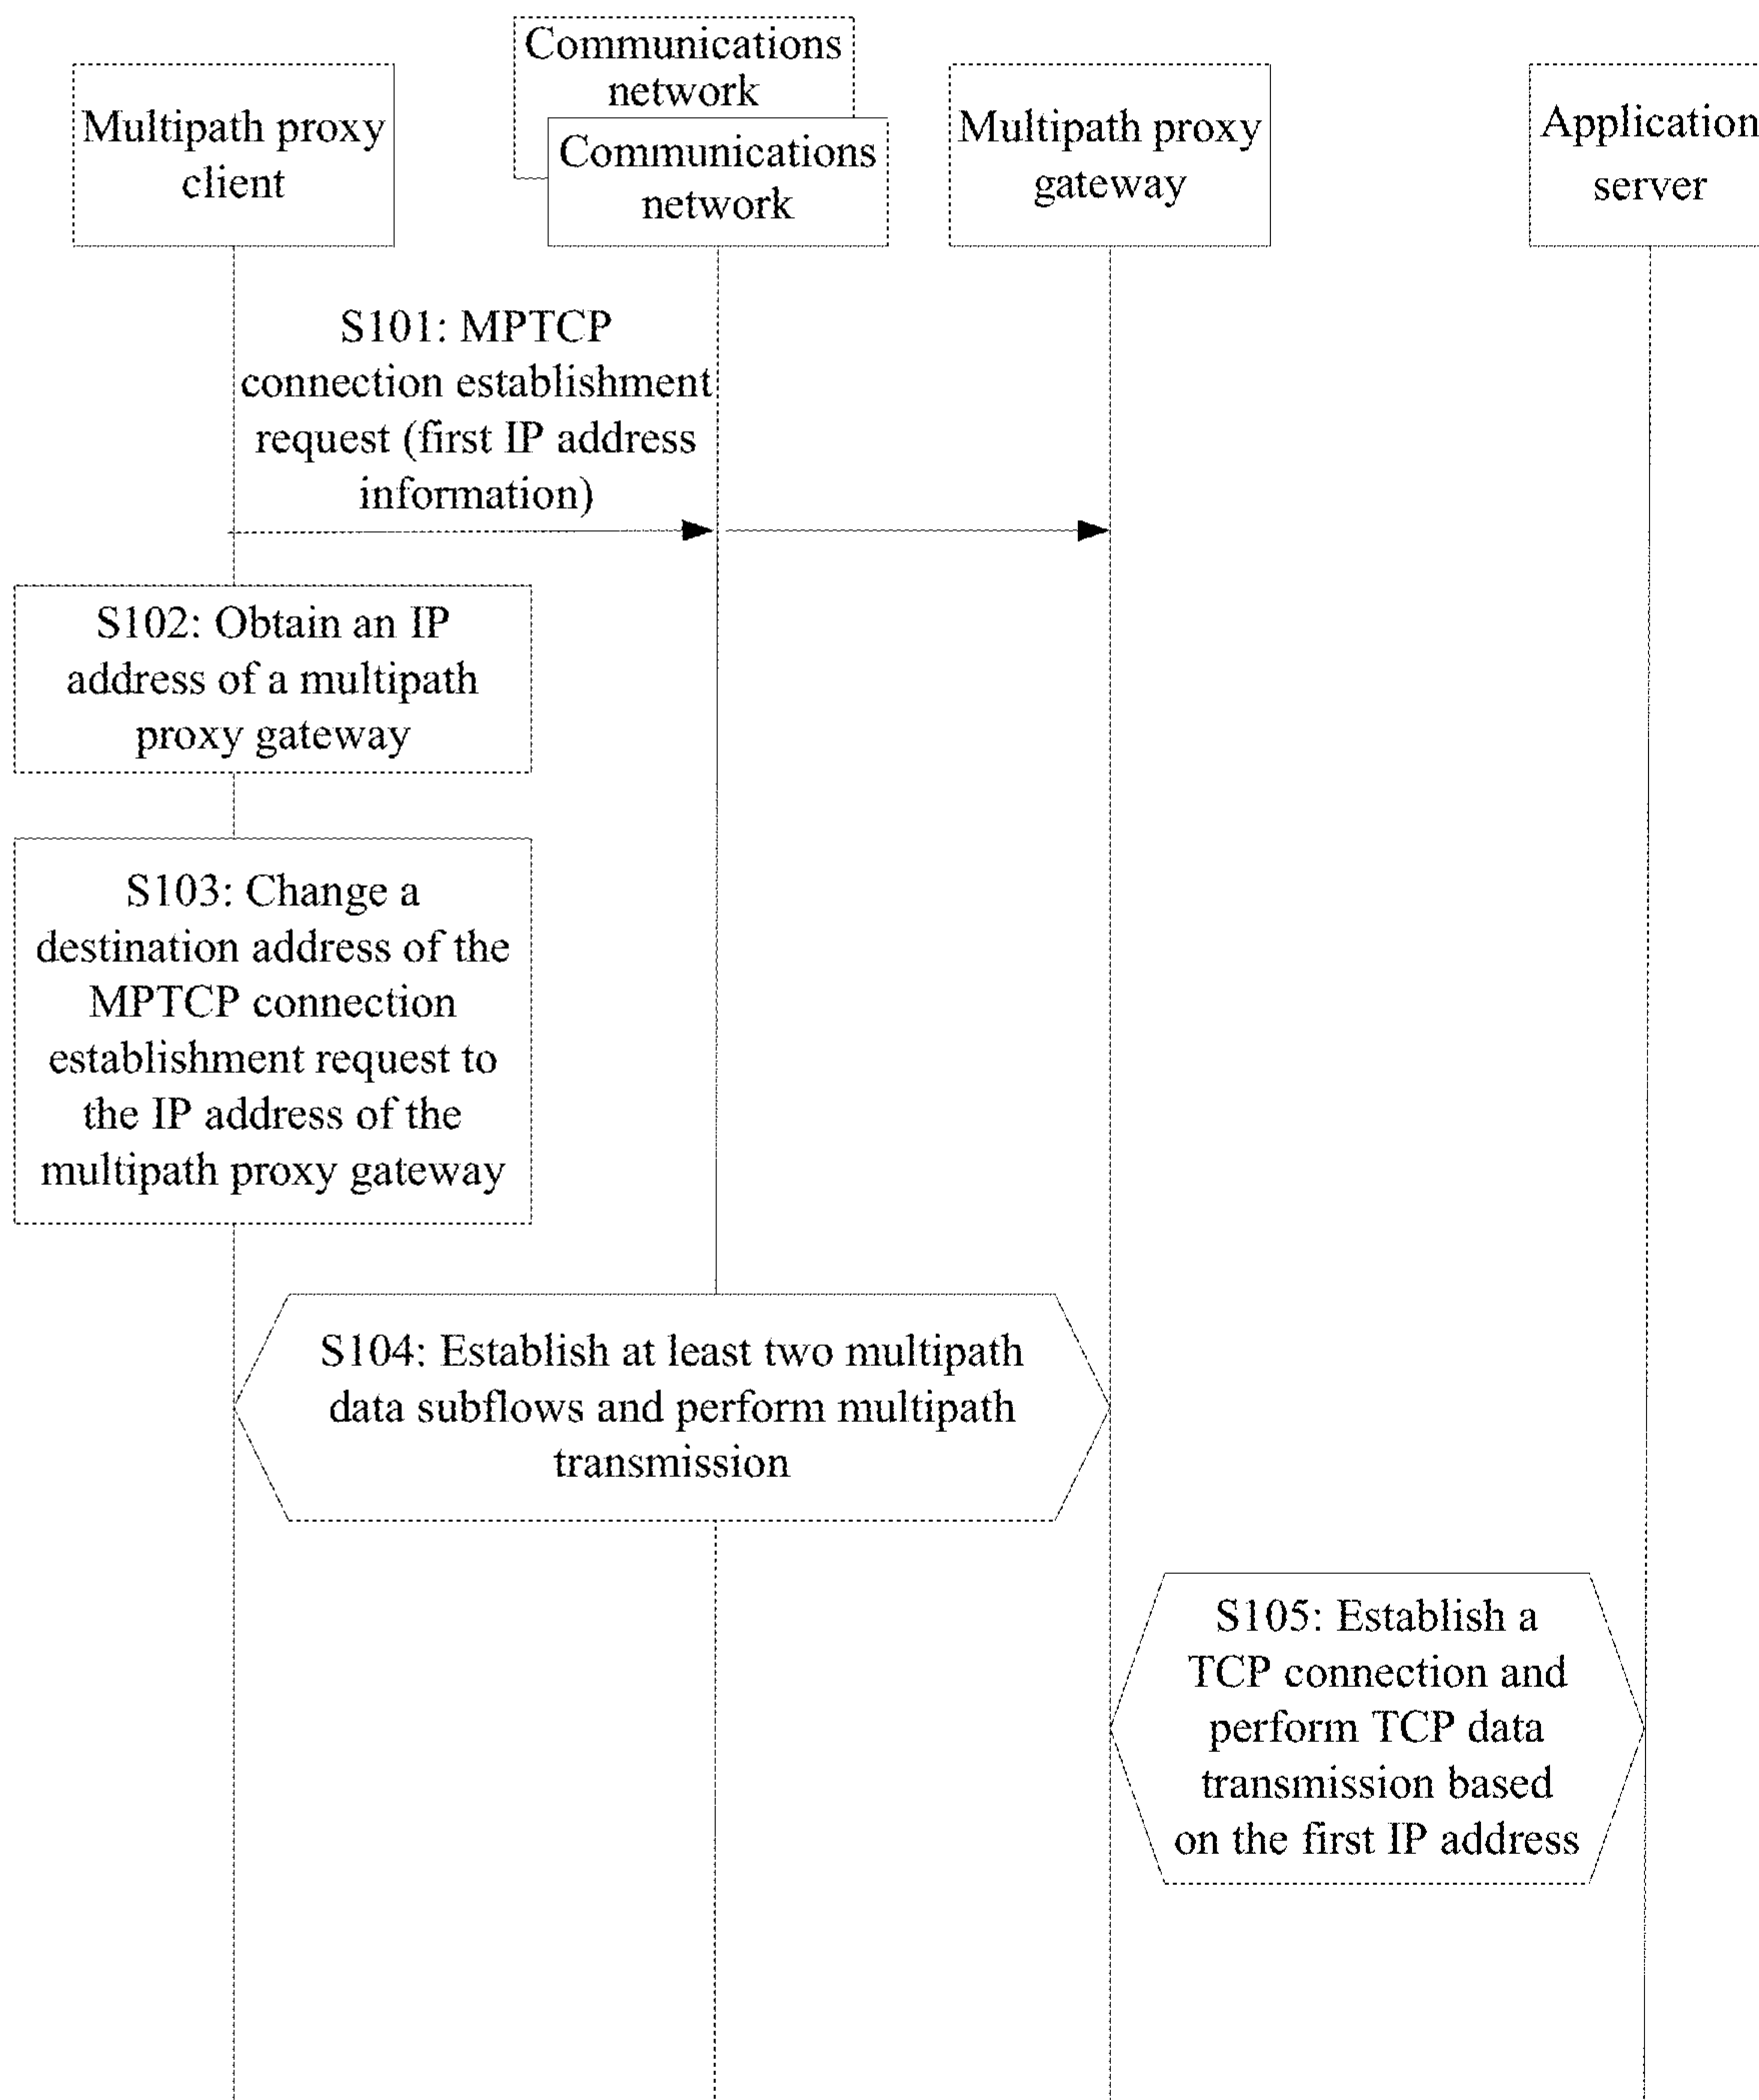 Communications
network
Multipath proxy
client
Communications
network
Multipath proxy
gateway
Application
server
S101: MPTCP
connection establishment
request (first IP address
information)
S102: Obtain an IP
address of a multipath
proxy gateway
S103: Change a
destination address of the
MPTCP connection
establishment request to
the IP address of the
multipath proxy gateway
S104: Establish at least two multipath
data subflows and perform multipath
transmission
S105: Establish a
TCP connection and
perform TCP data
transmission based
on the first IP address